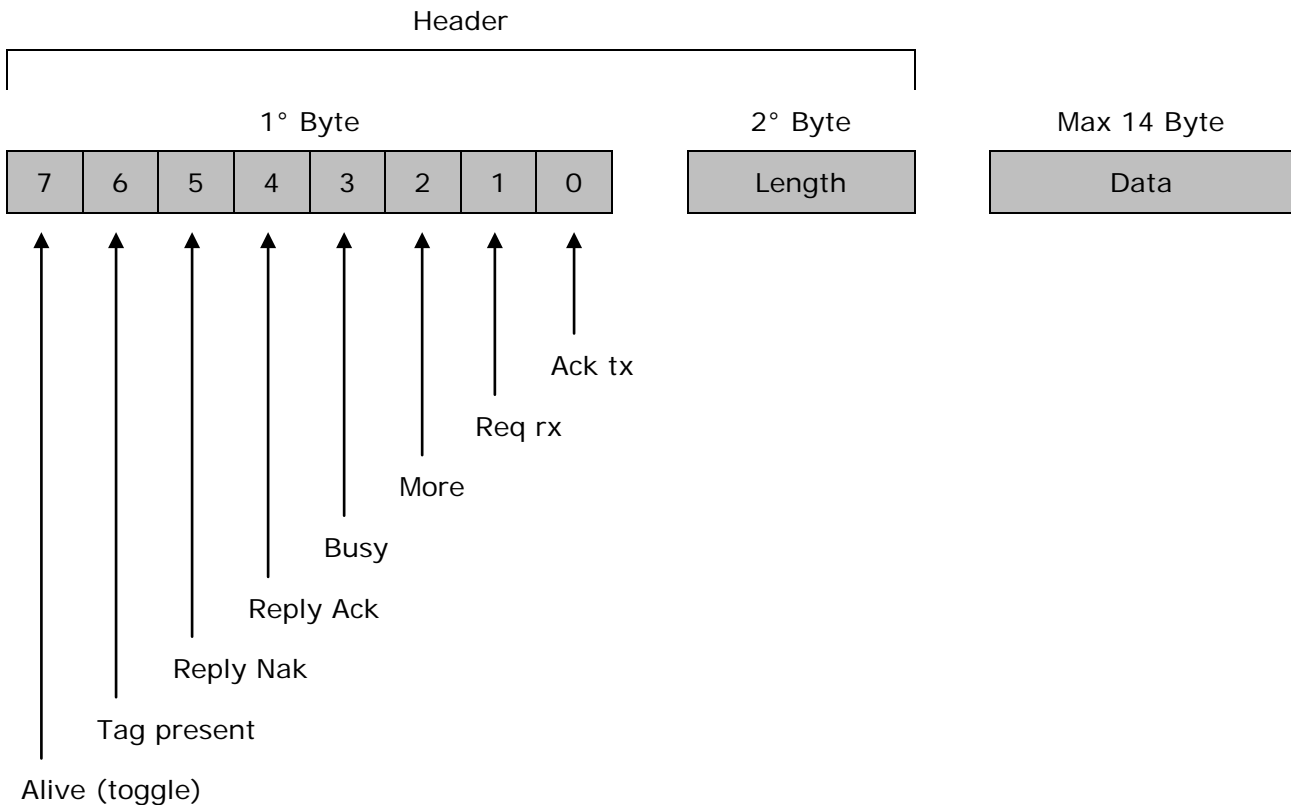 Header
1° Byte 2° Byte Max 14 Byte
7 6 5 4 3 2 1 0 Length Data
Ack tx
Req rx
More
Busy
Reply Ack
Reply Nak
Tag present
Alive (toggle)